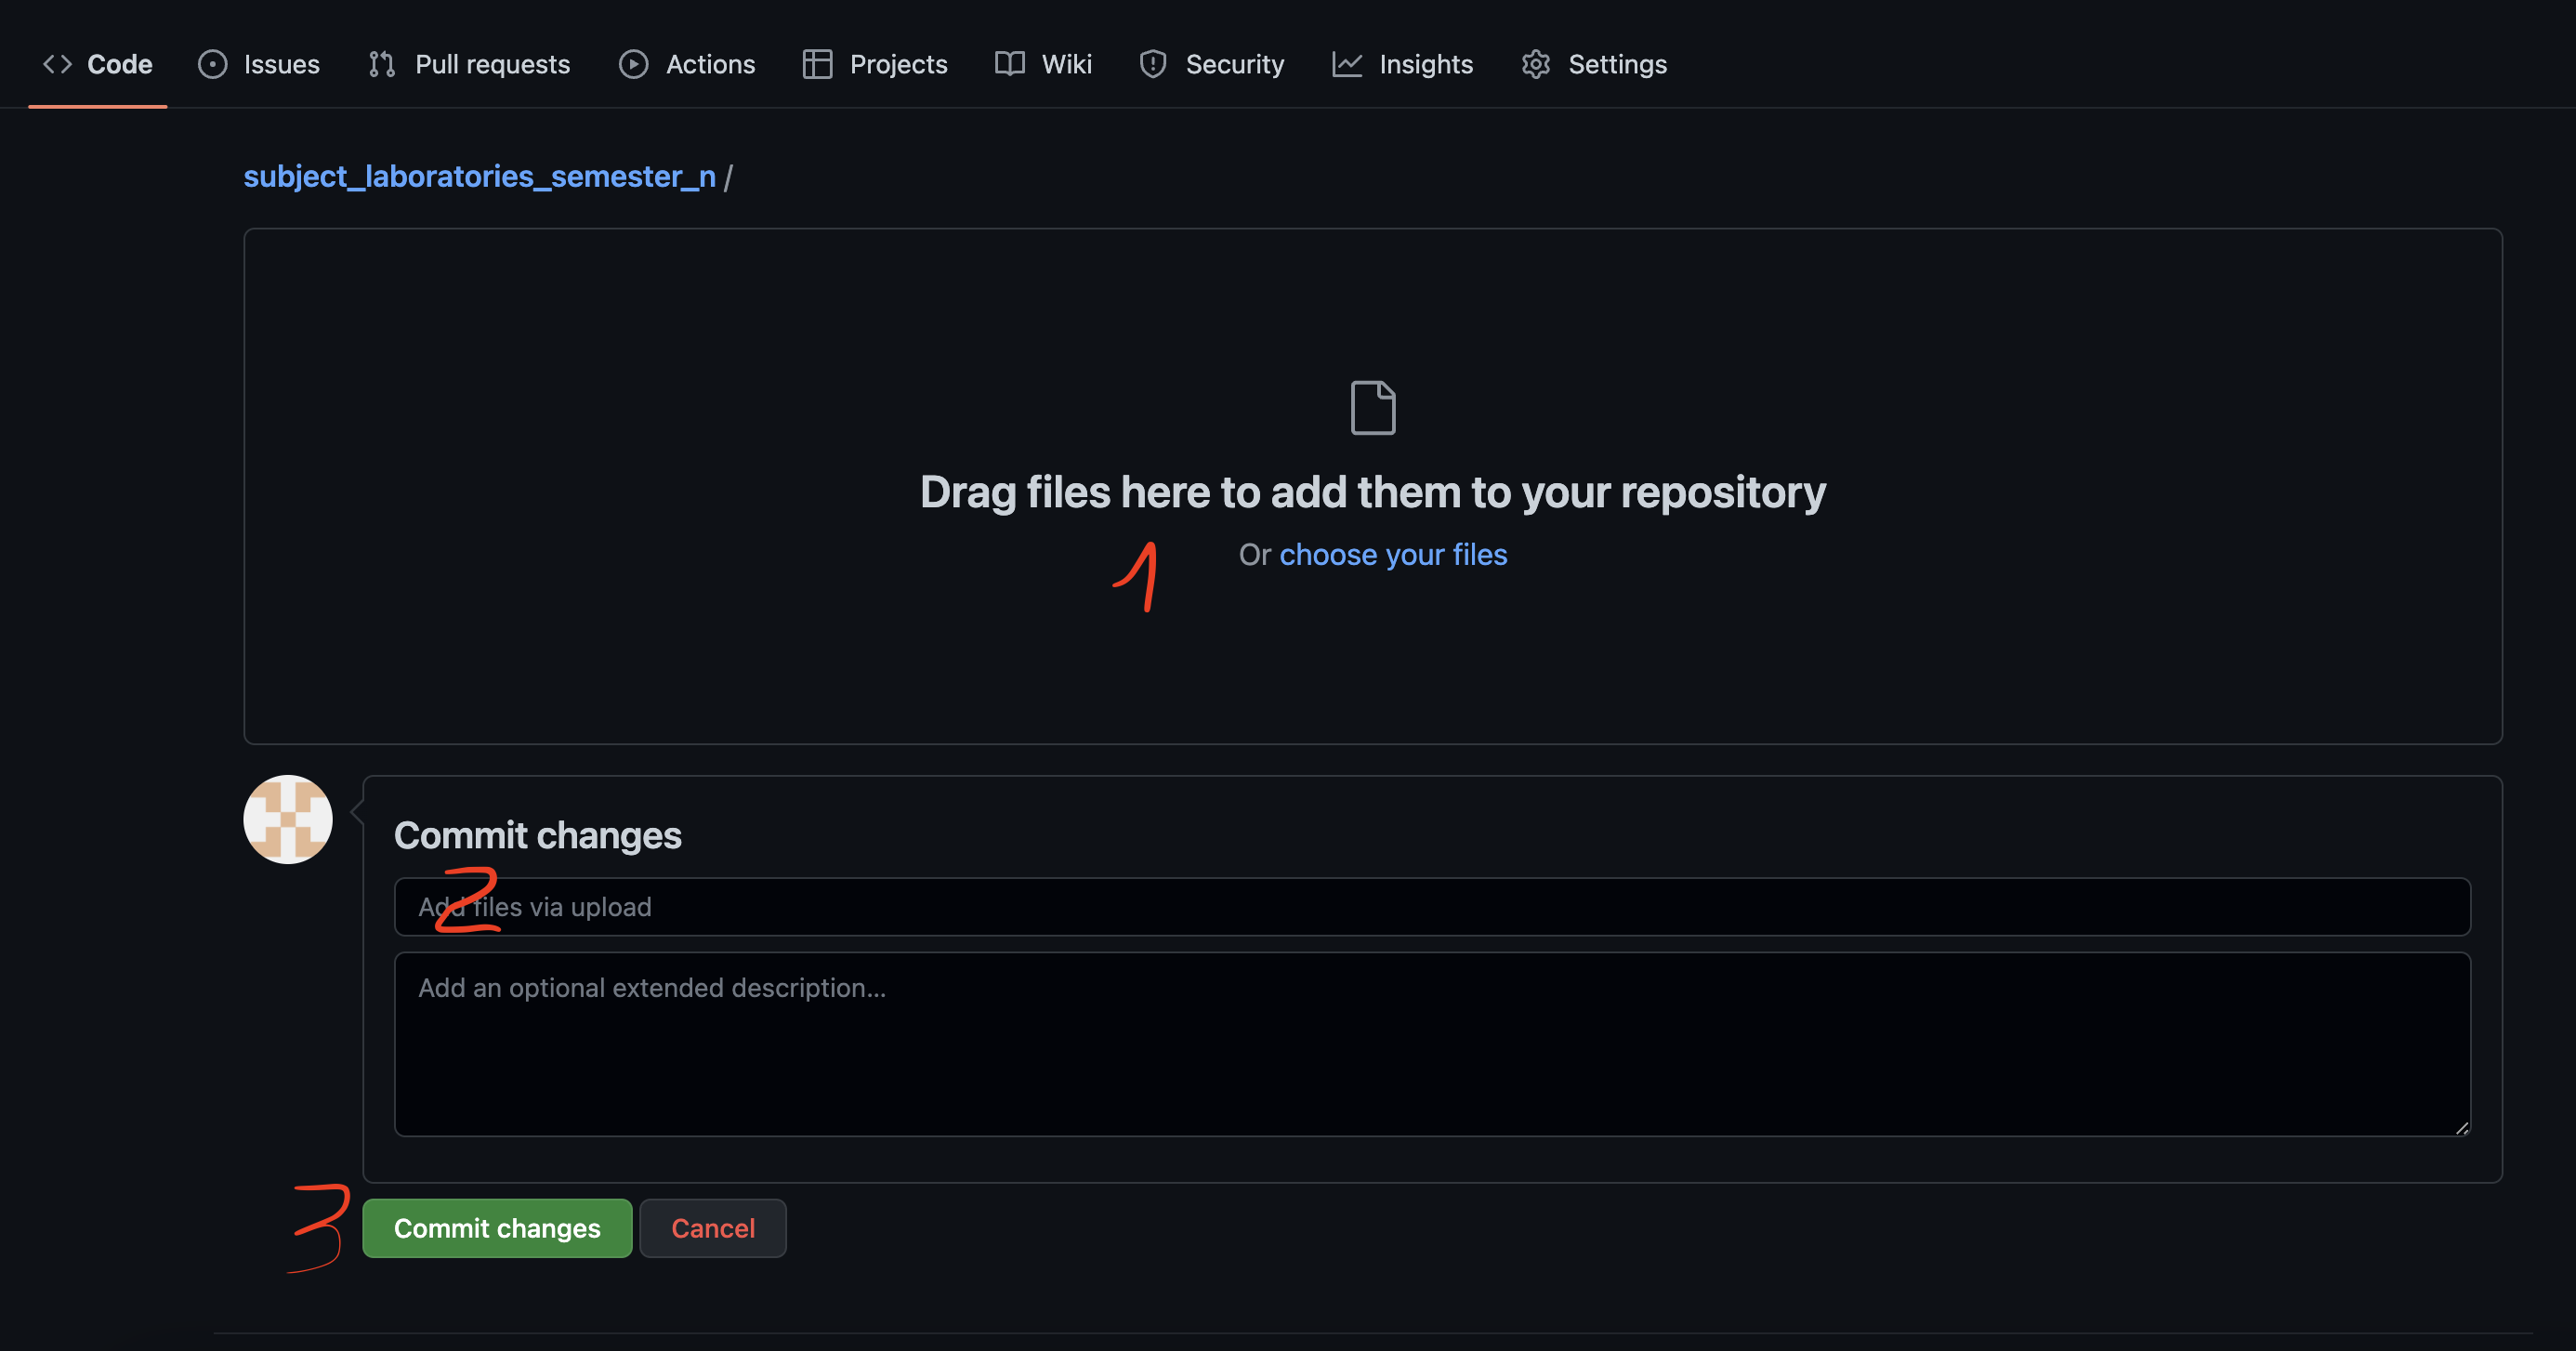 Code Issues Pull requests Actions Projects Wiki Security Insights Settings
subject_laboratories_semester_n /
Drag files here to add them to your repository
1
Or choose your files
Commit changes
2
Add files via upload
Add an optional extended description...
3
Commit changes Cancel